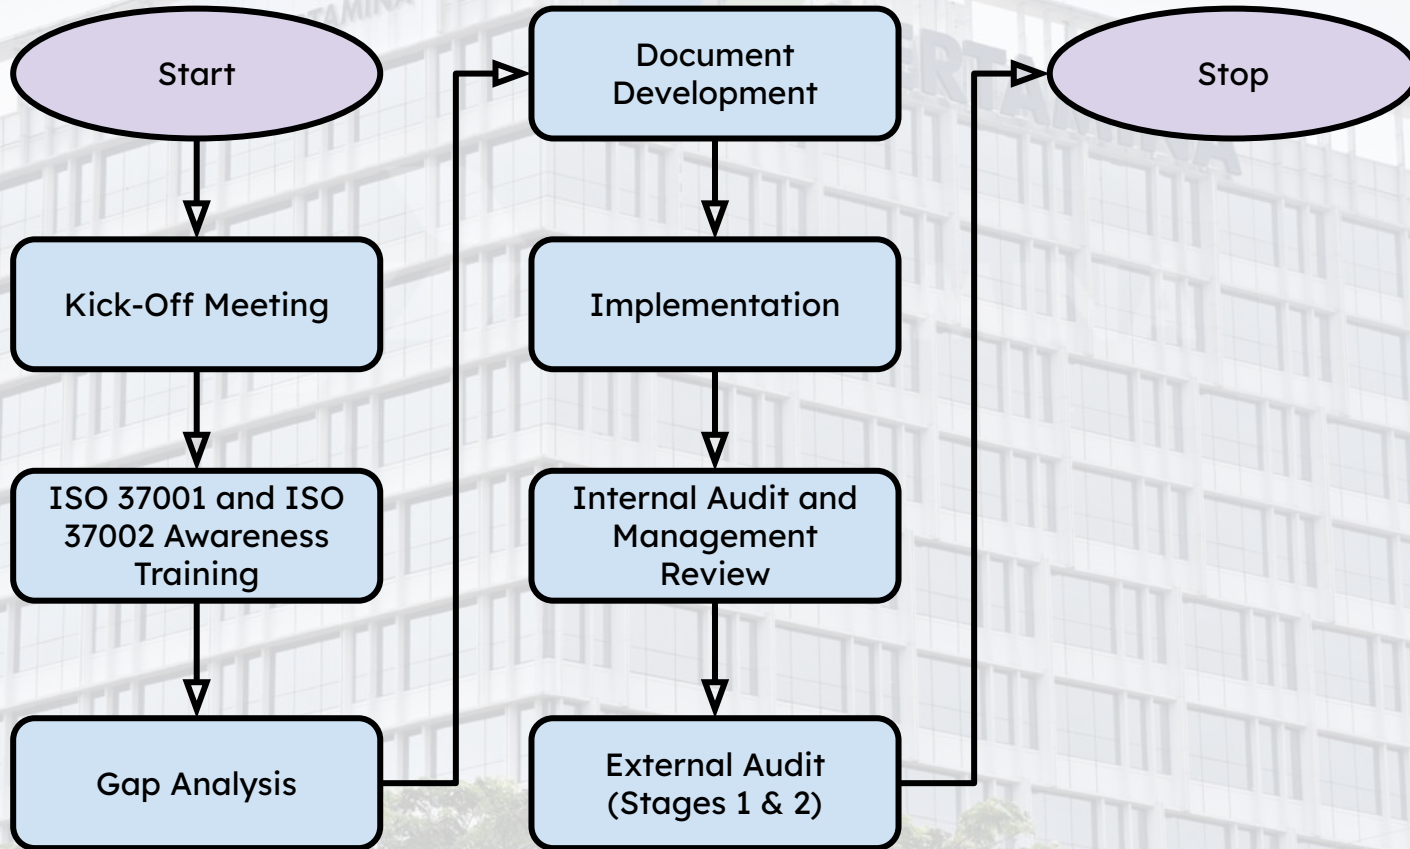 Start
Kick-Off Meeting
ISO 37001 and ISO
37002 Awareness
Training
Gap Analysis
Document
Development
Implementation
Internal Audit and
Management
Review
External Audit
(Stages 1 & 2)
Stop